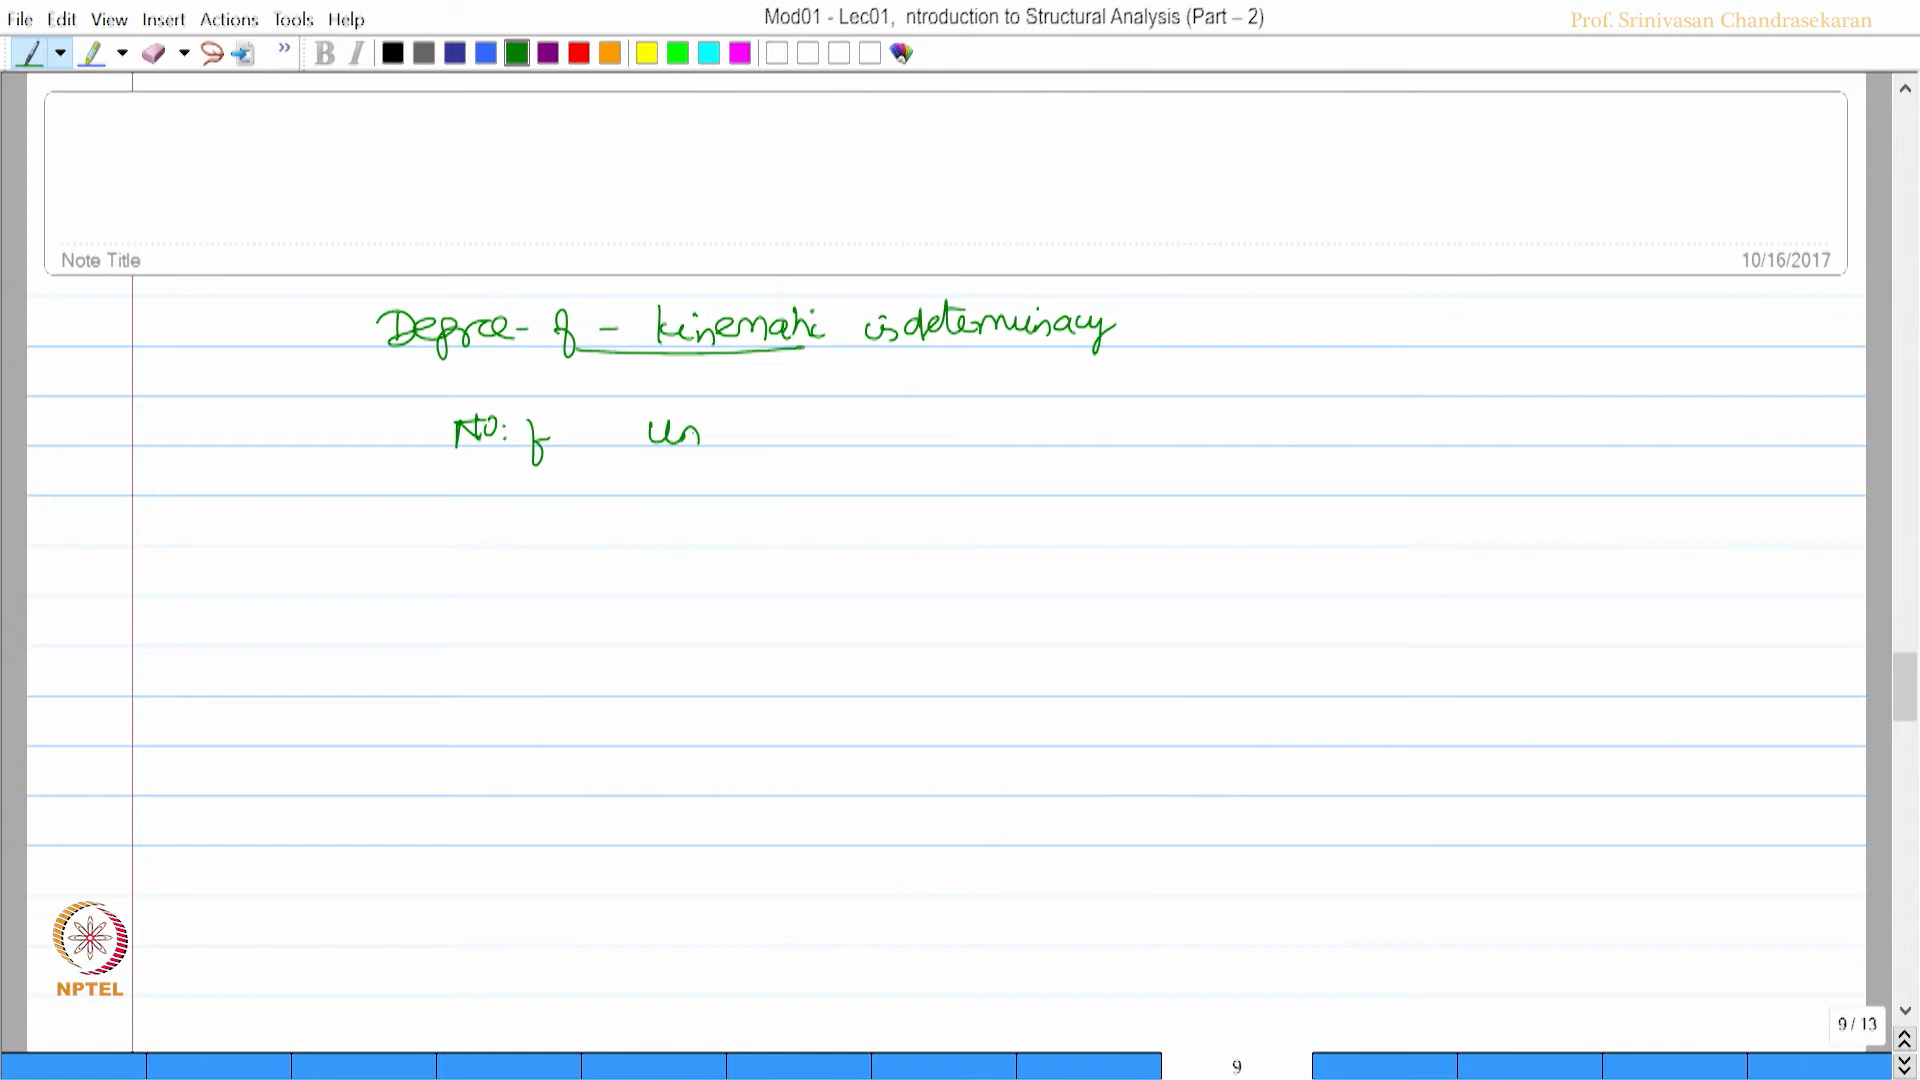 File Edit View Insert Actions Tools Help
Mod01 - Lec01, ntroduction to Structural Analysis (Part – 2)
Prof. Srinivasan Chandrasekaran
B I
Note Title
10/16/2017
Degree - of - kinematic indeterminacy
No: of Un
NPTEL
9 / 13
9